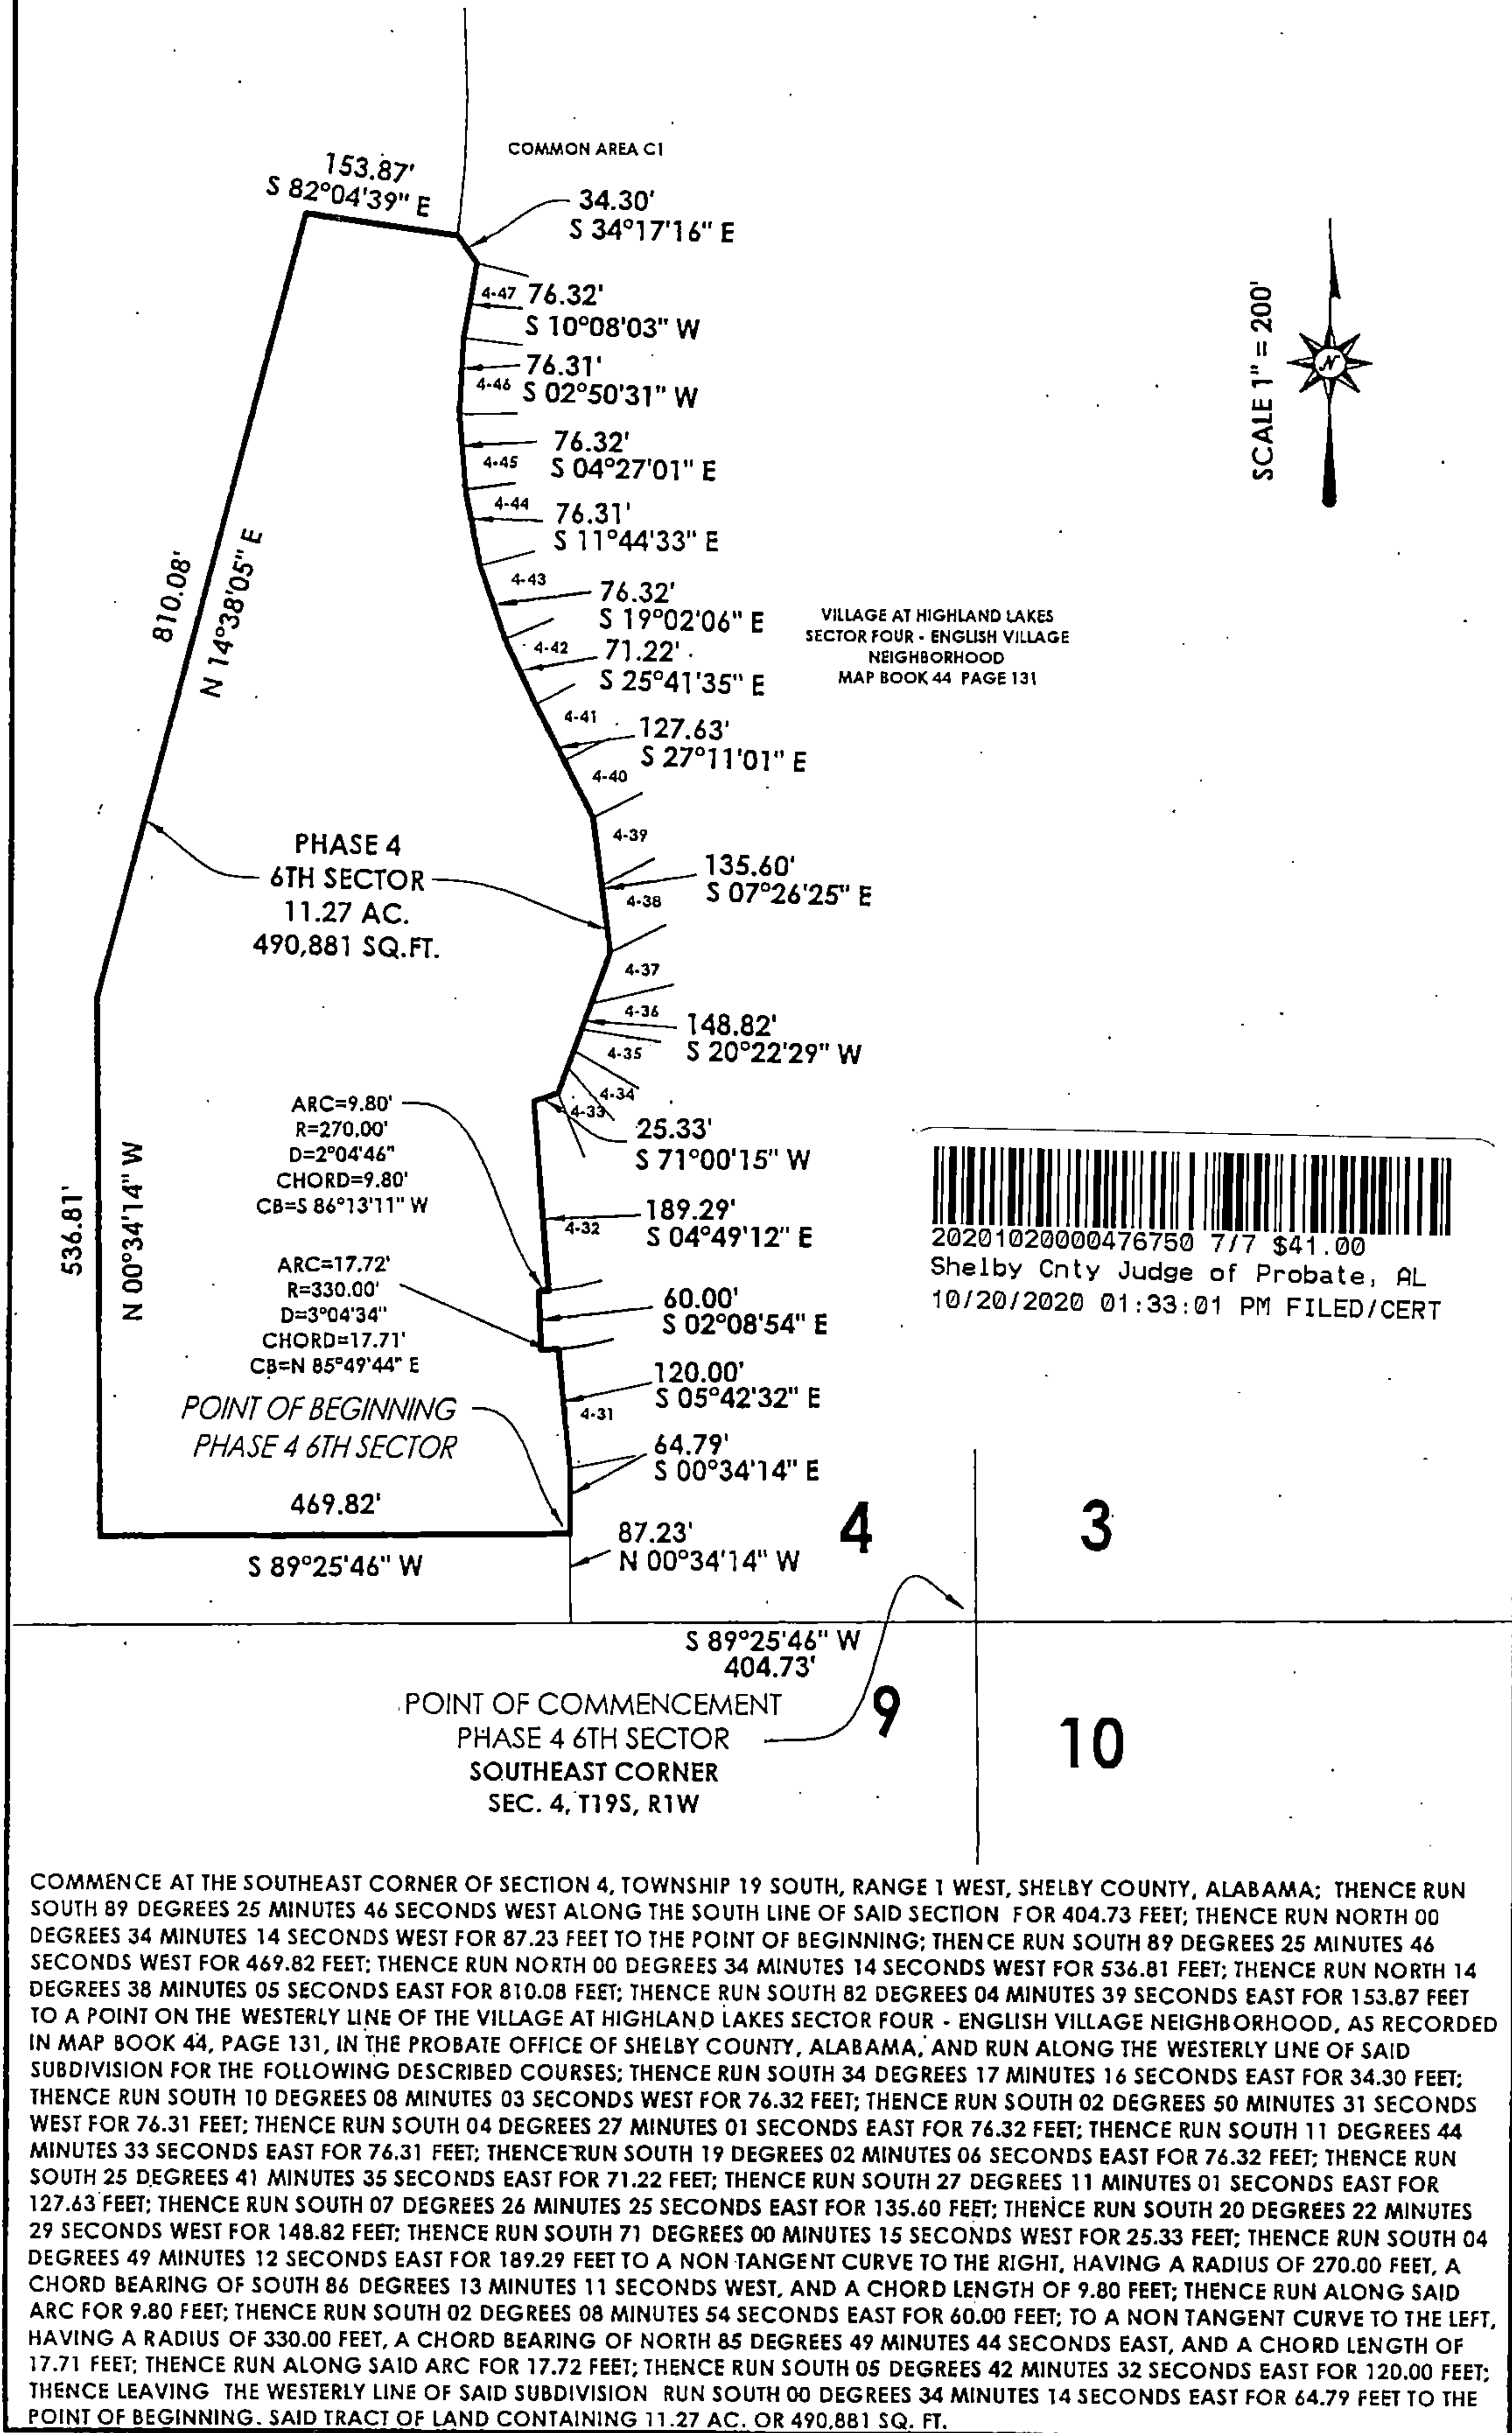 COMMON AREA C1
153.87'
S 82°04'39" E
34.30'
S 34°17'16" E
4-47 76.32'
S 10°08'03" W
76.31'
4-46 S 02°50'31" W
76.32'
4-45 S 04°27'01" E
4-44 76.31'
S 11°44'33" E
4-43 76.32'
S 19°02'06" E
4-42 71.22'
S 25°41'35" E
4-41 127.63'
S 27°11'01" E
4-40
810.08'
N 14°38'05" E
SCALE 1" = 200'
N
VILLAGE AT HIGHLAND LAKES
SECTOR FOUR - ENGLISH VILLAGE
NEIGHBORHOOD
MAP BOOK 44 PAGE 131
PHASE 4
6TH SECTOR
11.27 AC.
490,881 SQ.FT.
4-39
135.60'
4-38 S 07°26'25" E
4-37
4-36 148.82'
4-35 S 20°22'29" W
4-34
4-33 25.33'
S 71°00'15" W
ARC=9.80'
R=270.00'
D=2°04'46"
CHORD=9.80'
CB=S 86°13'11" W
189.29'
4-32 S 04°49'12" E
536.81'
N 00°34'14" W
ARC=17.72'
R=330.00'
D=3°04'34"
CHORD=17.71'
CB=N 85°49'44" E
60.00'
S 02°08'54" E
20201020000476750 7/7 $41.00
Shelby Cnty Judge of Probate, AL
10/20/2020 01:33:01 PM FILED/CERT
120.00'
4-31 S 05°42'32" E
POINT OF BEGINNING
PHASE 4 6TH SECTOR
64.79'
S 00°34'14" E
469.82'
S 89°25'46" W
87.23'
N 00°34'14" W
4 3
S 89°25'46" W
404.73'
9 10
POINT OF COMMENCEMENT
PHASE 4 6TH SECTOR
SOUTHEAST CORNER
SEC. 4, T19S, R1W
COMMENCE AT THE SOUTHEAST CORNER OF SECTION 4, TOWNSHIP 19 SOUTH, RANGE 1 WEST, SHELBY COUNTY, ALABAMA; THENCE RUN
SOUTH 89 DEGREES 25 MINUTES 46 SECONDS WEST ALONG THE SOUTH LINE OF SAID SECTION FOR 404.73 FEET; THENCE RUN NORTH 00
DEGREES 34 MINUTES 14 SECONDS WEST FOR 87.23 FEET TO THE POINT OF BEGINNING; THENCE RUN SOUTH 89 DEGREES 25 MINUTES 46
SECONDS WEST FOR 469.82 FEET; THENCE RUN NORTH 00 DEGREES 34 MINUTES 14 SECONDS WEST FOR 536.81 FEET; THENCE RUN NORTH 14
DEGREES 38 MINUTES 05 SECONDS EAST FOR 810.08 FEET; THENCE RUN SOUTH 82 DEGREES 04 MINUTES 39 SECONDS EAST FOR 153.87 FEET
TO A POINT ON THE WESTERLY LINE OF THE VILLAGE AT HIGHLAND LAKES SECTOR FOUR - ENGLISH VILLAGE NEIGHBORHOOD, AS RECORDED
IN MAP BOOK 44, PAGE 131, IN THE PROBATE OFFICE OF SHELBY COUNTY, ALABAMA, AND RUN ALONG THE WESTERLY LINE OF SAID
SUBDIVISION FOR THE FOLLOWING DESCRIBED COURSES; THENCE RUN SOUTH 34 DEGREES 17 MINUTES 16 SECONDS EAST FOR 34.30 FEET;
THENCE RUN SOUTH 10 DEGREES 08 MINUTES 03 SECONDS WEST FOR 76.32 FEET; THENCE RUN SOUTH 02 DEGREES 50 MINUTES 31 SECONDS
WEST FOR 76.31 FEET; THENCE RUN SOUTH 04 DEGREES 27 MINUTES 01 SECONDS EAST FOR 76.32 FEET; THENCE RUN SOUTH 11 DEGREES 44
MINUTES 33 SECONDS EAST FOR 76.31 FEET; THENCE RUN SOUTH 19 DEGREES 02 MINUTES 06 SECONDS EAST FOR 76.32 FEET; THENCE RUN
SOUTH 25 DEGREES 41 MINUTES 35 SECONDS EAST FOR 71.22 FEET; THENCE RUN SOUTH 27 DEGREES 11 MINUTES 01 SECONDS EAST FOR
127.63 FEET; THENCE RUN SOUTH 07 DEGREES 26 MINUTES 25 SECONDS EAST FOR 135.60 FEET; THENCE RUN SOUTH 20 DEGREES 22 MINUTES
29 SECONDS WEST FOR 148.82 FEET; THENCE RUN SOUTH 71 DEGREES 00 MINUTES 15 SECONDS WEST FOR 25.33 FEET; THENCE RUN SOUTH 04
DEGREES 49 MINUTES 12 SECONDS EAST FOR 189.29 FEET TO A NON TANGENT CURVE TO THE RIGHT, HAVING A RADIUS OF 270.00 FEET, A
CHORD BEARING OF SOUTH 86 DEGREES 13 MINUTES 11 SECONDS WEST, AND A CHORD LENGTH OF 9.80 FEET; THENCE RUN ALONG SAID
ARC FOR 9.80 FEET; THENCE RUN SOUTH 02 DEGREES 08 MINUTES 54 SECONDS EAST FOR 60.00 FEET; TO A NON TANGENT CURVE TO THE LEFT,
HAVING A RADIUS OF 330.00 FEET, A CHORD BEARING OF NORTH 85 DEGREES 49 MINUTES 44 SECONDS EAST, AND A CHORD LENGTH OF
17.71 FEET; THENCE RUN ALONG SAID ARC FOR 17.72 FEET; THENCE RUN SOUTH 05 DEGREES 42 MINUTES 32 SECONDS EAST FOR 120.00 FEET;
THENCE LEAVING THE WESTERLY LINE OF SAID SUBDIVISION RUN SOUTH 00 DEGREES 34 MINUTES 14 SECONDS EAST FOR 64.79 FEET TO THE
POINT OF BEGINNING. SAID TRACT OF LAND CONTAINING 11.27 AC. OR 490,881 SQ. FT.